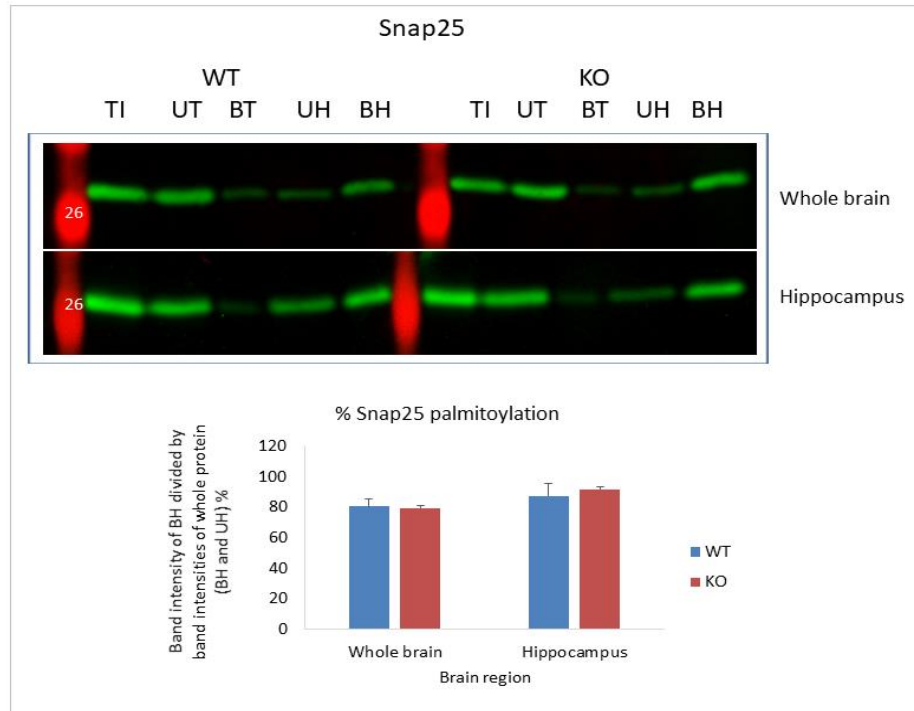 Snap25
WT KO
TI UT BT UH BH TI UT BT UH BH
26
Whole brain
26
Hippocampus
% Snap25 palmitoylation
Band intensity of BH divided by
band intensities of whole protein
(BH and UH) %
120
100
80
60
40
20
0
WT
KO
Whole brain Hippocampus
Brain region